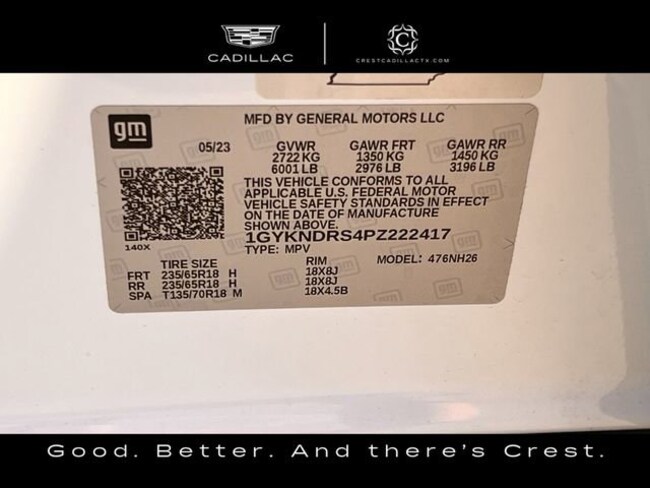 CADILLAC
CRESTCADILLACTX.COM
gm
MFD BY GENERAL MOTORS LLC
05/23 GVWR GAWR FRT GAWR RR
2722 KG 1350 KG 1450 KG
6001 LB 2976 LB 3196 LB
THIS VEHICLE CONFORMS TO ALL
APPLICABLE U.S. FEDERAL MOTOR
VEHICLE SAFETY STANDARDS IN EFFECT
ON THE DATE OF MANUFACTURE
SHOWN ABOVE.
1GYKNDRS4PZ222417
140X
TYPE: MPV MODEL: 476NH26
TIRE SIZE RIM
FRT 235/65R18 H 18X8J
RR 235/65R18 H 18X8J
SPA T135/70R18 M 18X4.5B
Good. Better. And there's Crest.